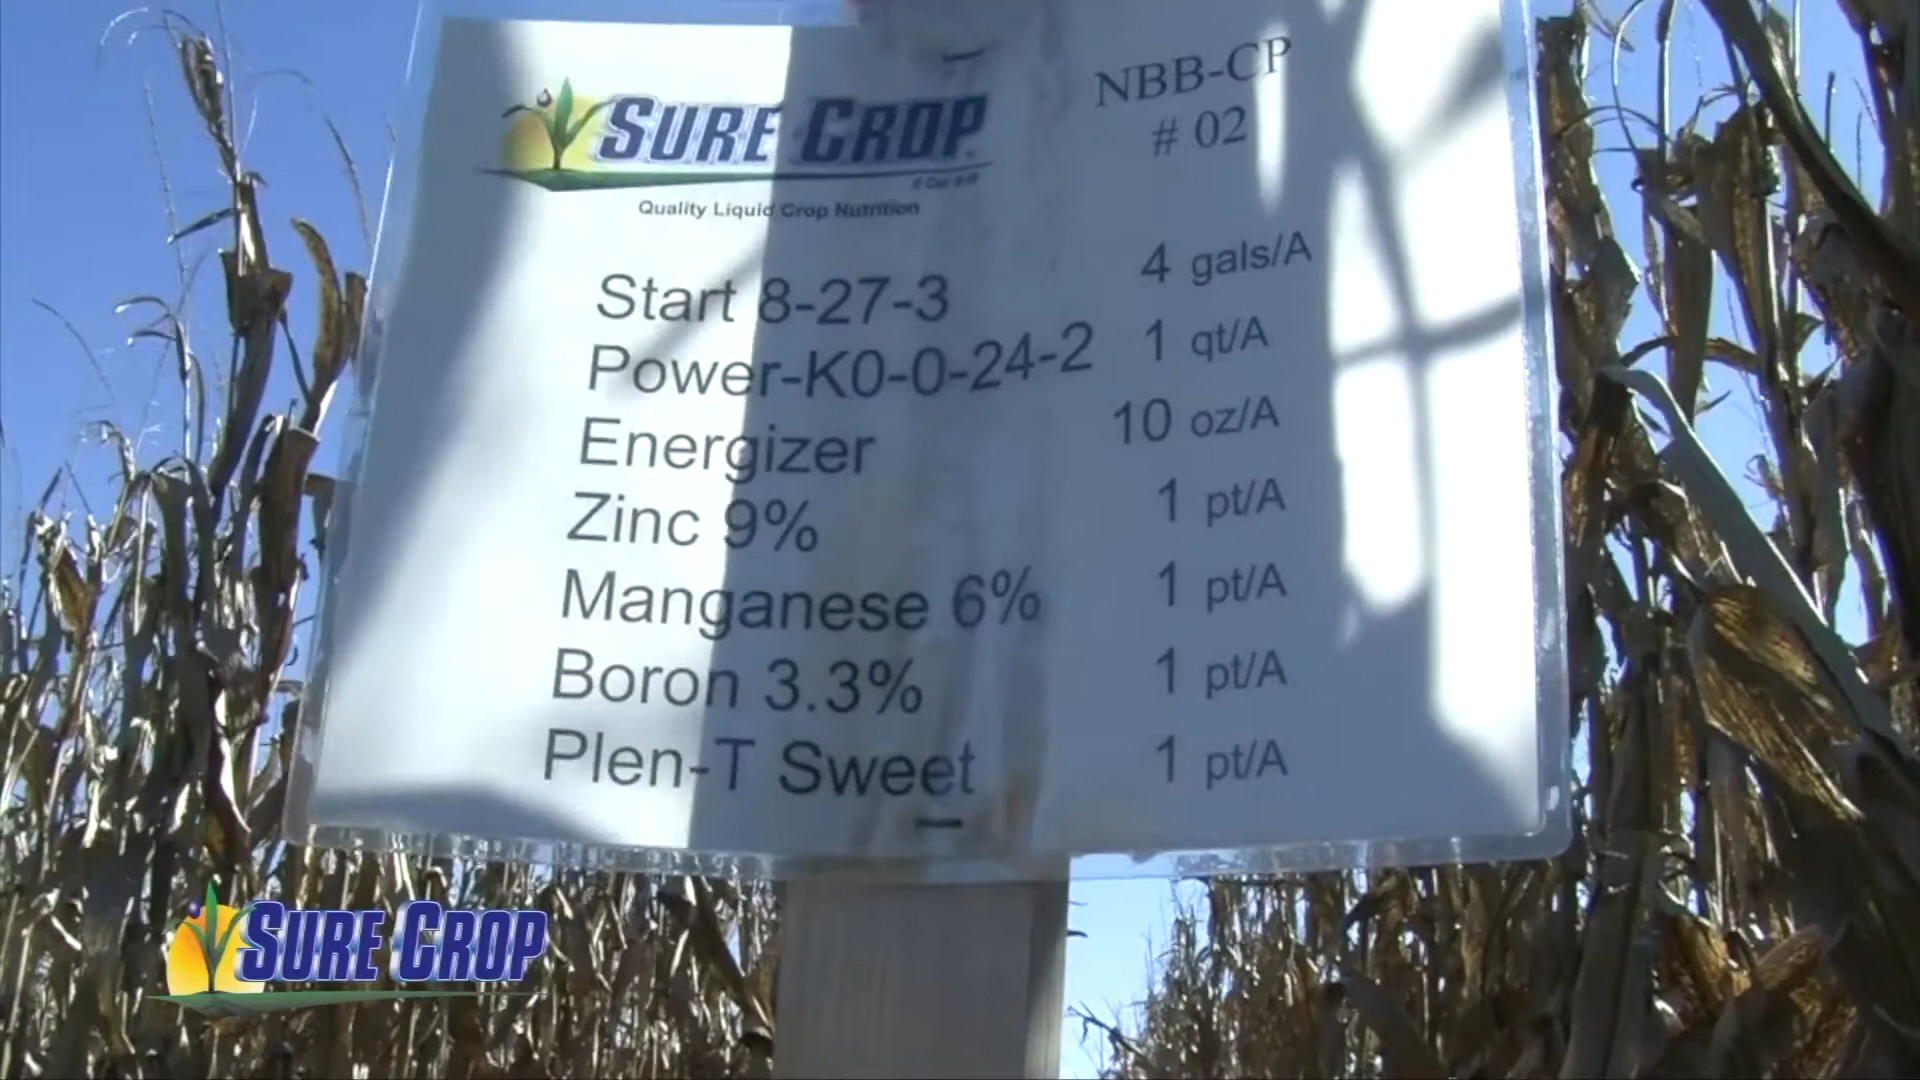 SURE CROP
NBB-CP
# 02
Quality Liquid Crop Nutrition
Start 8-27-3 4 gals/A
Power-K0-0-24-2 1 qt/A
Energizer 10 oz/A
Zinc 9% 1 pt/A
Manganese 6% 1 pt/A
Boron 3.3% 1 pt/A
Plen-T Sweet 1 pt/A
SURE CROP